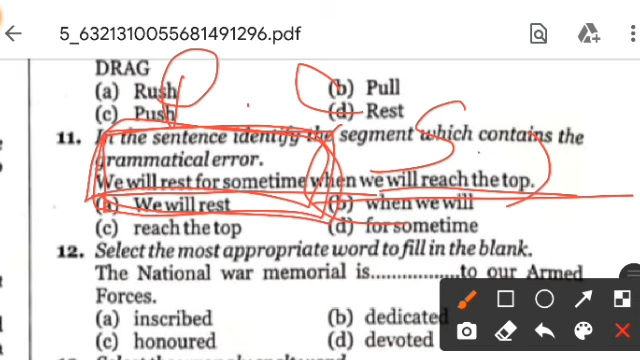 5_6321310055681491296.pdf
DRAG
(a) Rush (b) Pull
(c) Push (d) Rest
11. In the sentence identify the segment which contains the
grammatical error.
We will rest for sometime when we will reach the top.
(a) We will rest (b) when we will
(c) reach the top (d) for sometime
12. Select the most appropriate word to fill in the blank.
The National war memorial is.................to our Armed
Forces.
(a) inscribed (b) dedicated
(c) honoured (d) devoted